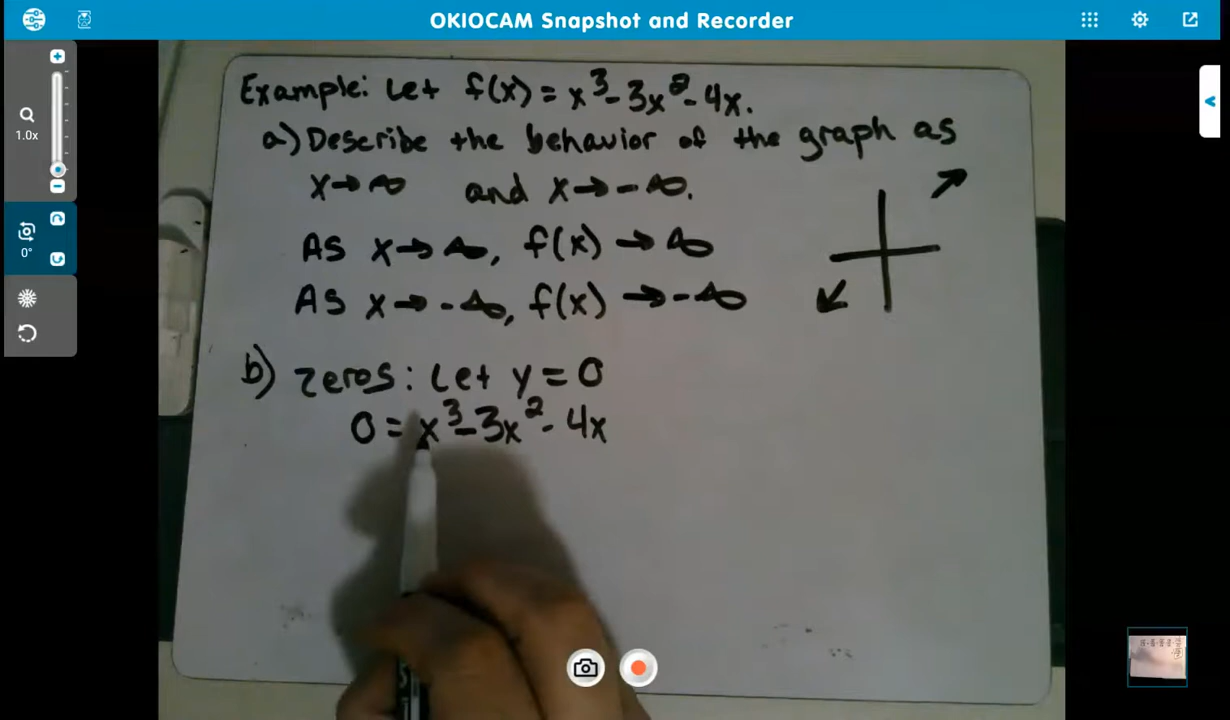 OKIOCAM Snapshot and Recorder
1.0x
0°
Example: Let f(x) = x³ - 3x² - 4x.
a) Describe the behavior of the graph as
x → ∞ and x → -∞.
As x → ∞, f(x) → ∞
As x → -∞, f(x) → -∞
b) zeros: Let y = 0
0 = x³ - 3x² - 4x